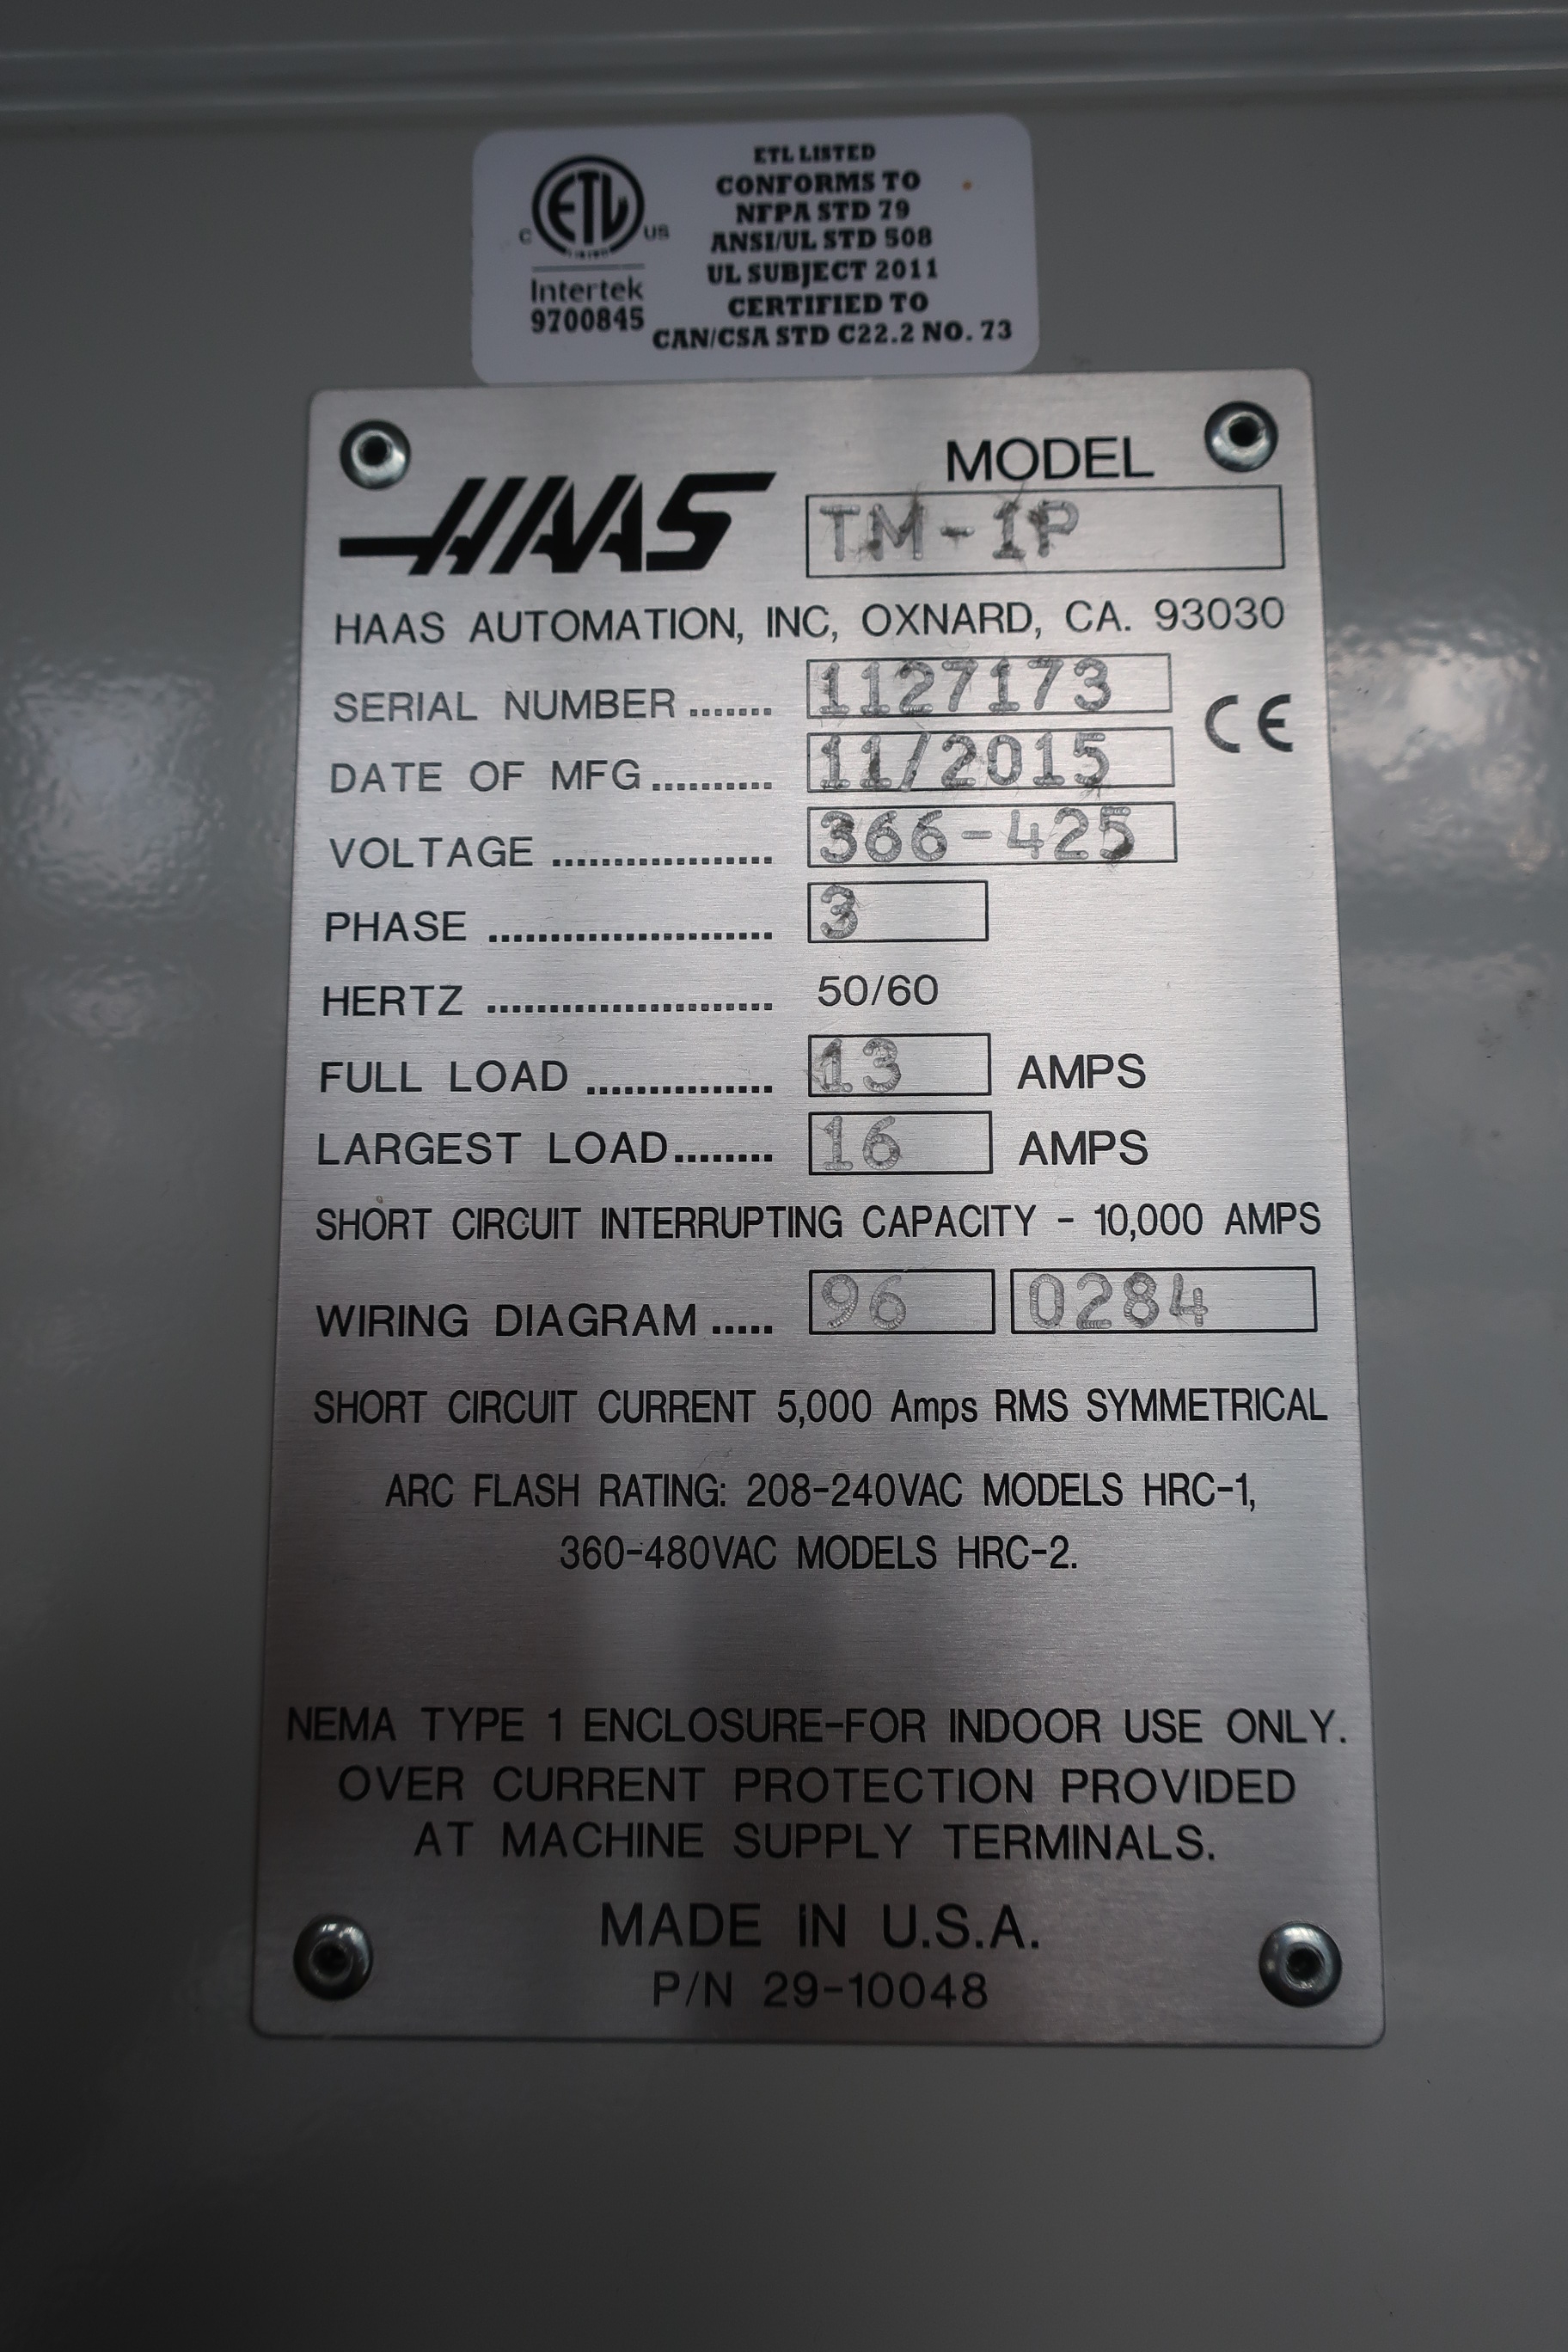 ETL LISTED
CONFORMS TO
NFPA STD 79
ANSI/UL STD 508
UL SUBJECT 2011
CERTIFIED TO
CAN/CSA STD C22.2 NO. 73
C ETL US
Intertek
9700845
HAAS
MODEL
TM-1P
HAAS AUTOMATION, INC, OXNARD, CA. 93030
SERIAL NUMBER ....... 1127173
CE
DATE OF MFG .......... 11/2015
VOLTAGE .................. 366-425
PHASE ....................... 3
HERTZ ....................... 50/60
FULL LOAD ............... 13 AMPS
LARGEST LOAD........ 16 AMPS
SHORT CIRCUIT INTERRUPTING CAPACITY - 10,000 AMPS
WIRING DIAGRAM ..... 96 0284
SHORT CIRCUIT CURRENT 5,000 Amps RMS SYMMETRICAL
ARC FLASH RATING: 208-240VAC MODELS HRC-1,
360-480VAC MODELS HRC-2.
NEMA TYPE 1 ENCLOSURE-FOR INDOOR USE ONLY.
OVER CURRENT PROTECTION PROVIDED
AT MACHINE SUPPLY TERMINALS.
MADE IN U.S.A.
P/N 29-10048